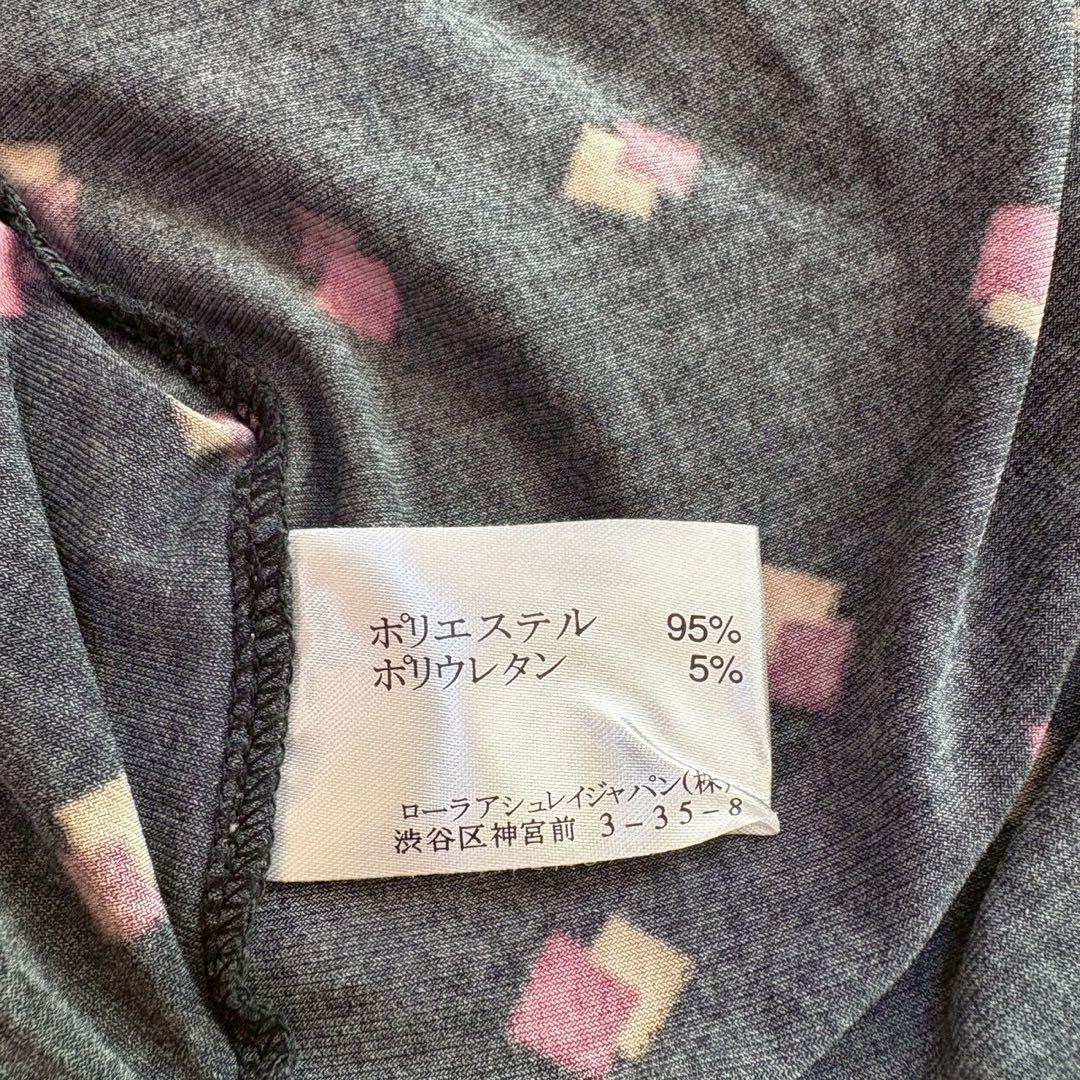 ポリエステル 95%
ポリウレタン 5%
ローラアシュレイジャパン(株)
渋谷区神宮前 3-35-8